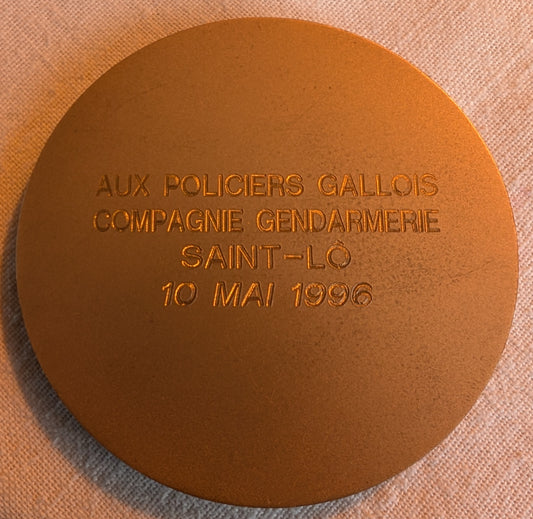 AUX POLICIERS GALLOIS
COMPAGNIE GENDARMERIE
SAINT-LÔ
10 MAI 1996